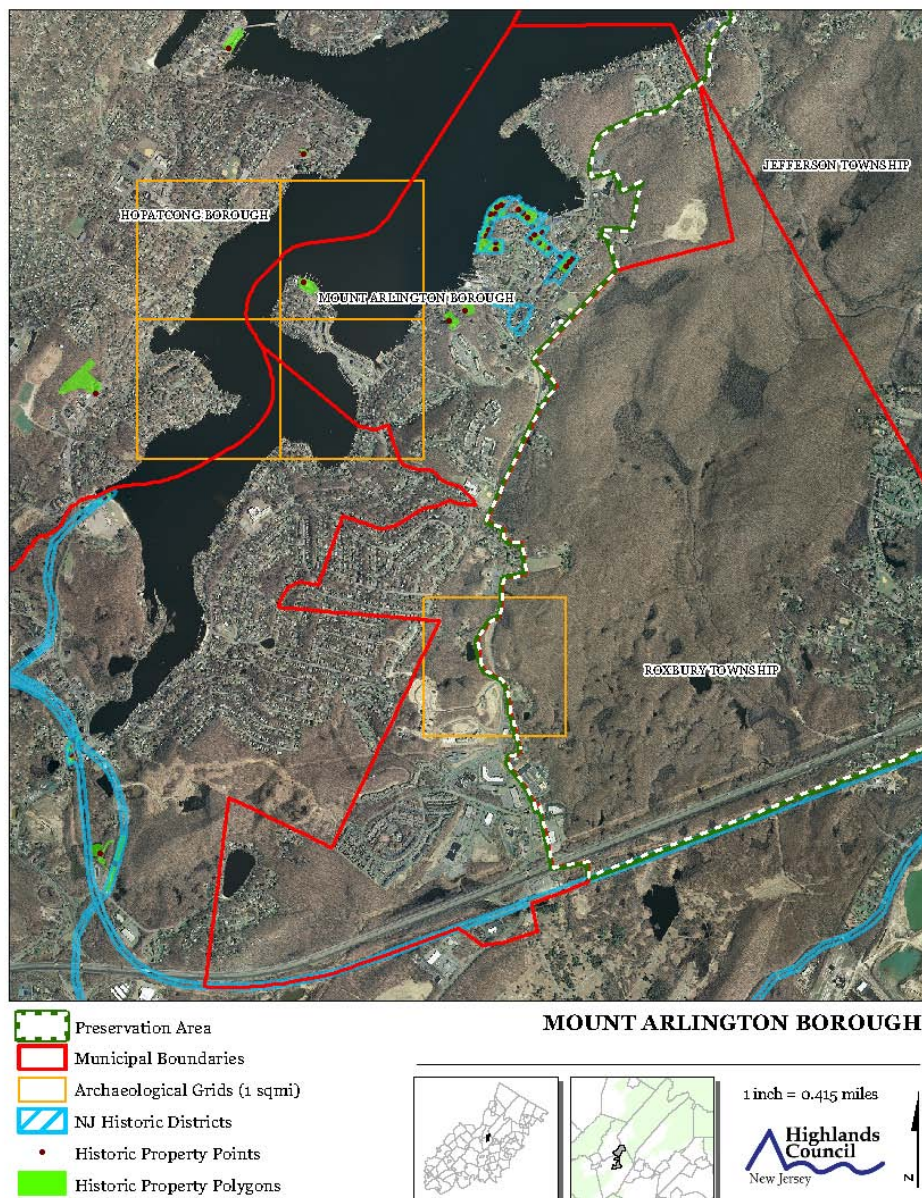 JEFFERSON TOWNSHIP
HOPATCONG BOROUGH
MOUNT ARLINGTON BOROUGH
ROXBURY TOWNSHIP
Preservation Area
Municipal Boundaries
Archaeological Grids (1 sqmi)
NJ Historic Districts
Historic Property Points
Historic Property Polygons
MOUNT ARLINGTON BOROUGH
1 inch = 0.415 miles
Highlands
Council
New Jersey
N